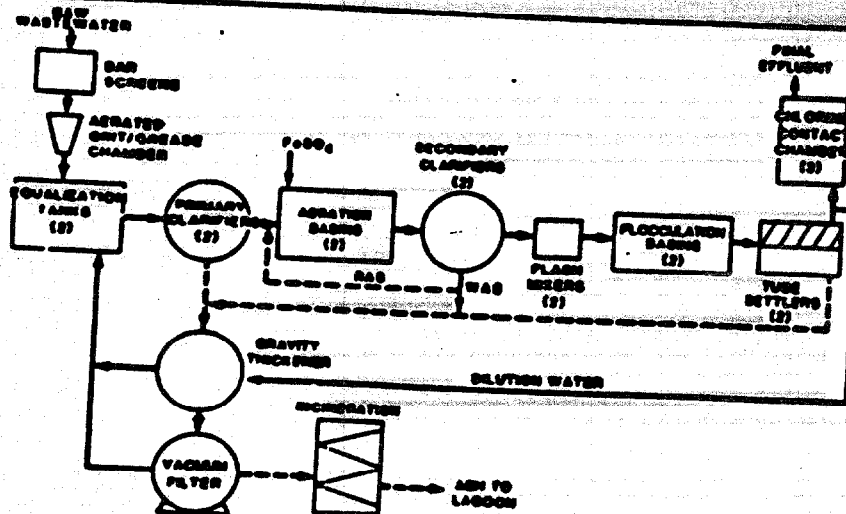 RAW
WASTEWATER
BAR
SCREENS
AERATED
GRIT/GREASE
CHAMBER
EQUALIZATION
TANKS
(2)
PRIMARY
CLARIFIERS
(2)
FeSO4
AERATION
BASINS
(2)
SECONDARY
CLARIFIERS
(2)
RAS
WAS
FLASH
MIXERS
(2)
FLOCCULATION
BASINS
(2)
TUBE
SETTLERS
(2)
FINAL
EFFLUENT
CHLORINE
CONTACT
CHAMBER
(2)
GRAVITY
THICKENER
DILUTION WATER
INCINERATION
VACUUM
FILTER
ASH TO
LAGOON